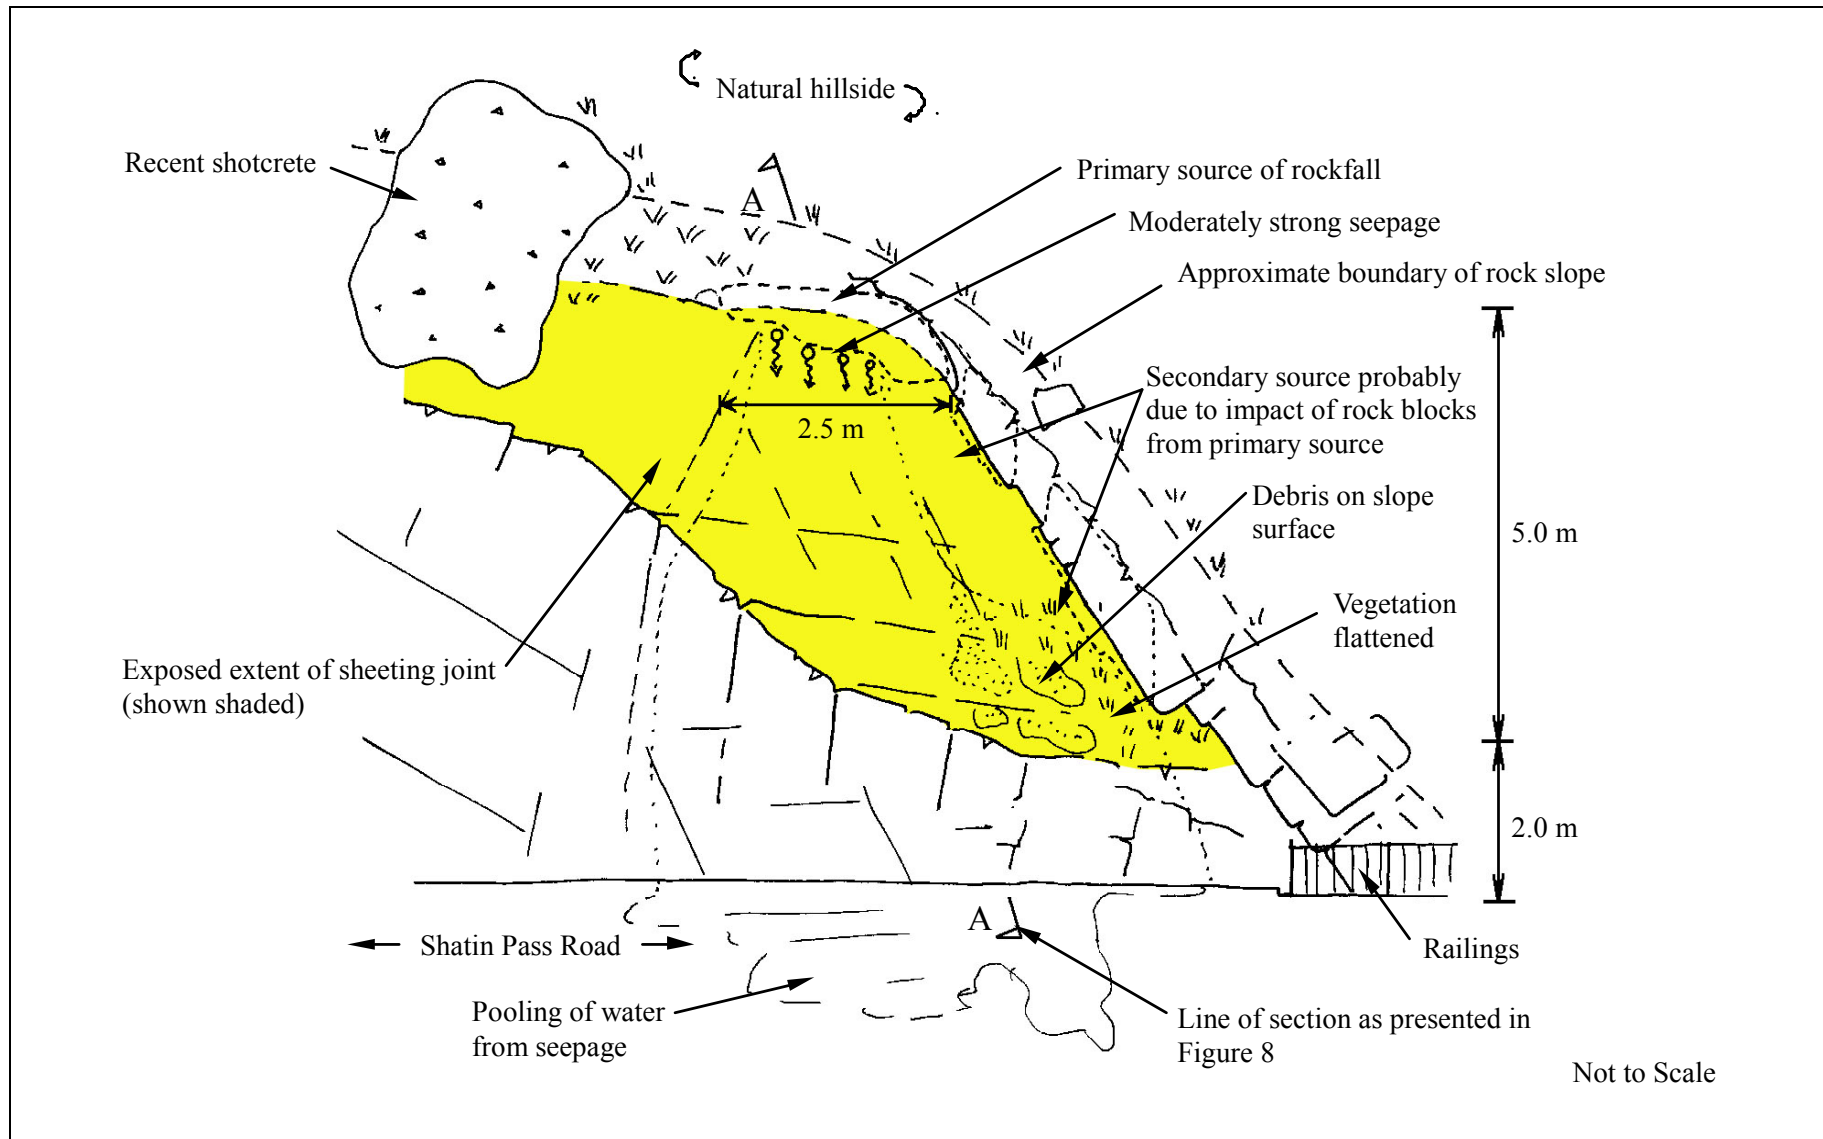 Natural hillside
Recent shotcrete
Primary source of rockfall
A
Moderately strong seepage
Approximate boundary of rock slope
Secondary source probably
due to impact of rock blocks
from primary source
2.5 m
Debris on slope
surface
5.0 m
Vegetation
flattened
Exposed extent of sheeting joint
(shown shaded)
2.0 m
A
Shatin Pass Road
Railings
Pooling of water
from seepage
Line of section as presented in
Figure 8
Not to Scale